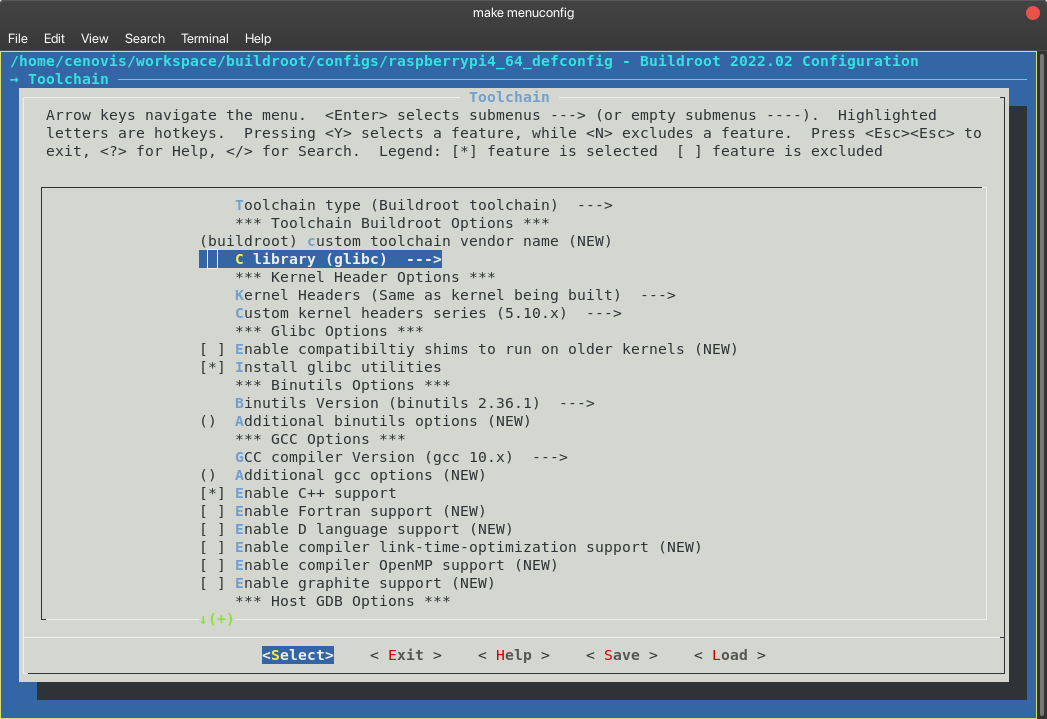 make menuconfig
File Edit View Search Terminal Help
/home/cenovis/workspace/buildroot/configs/raspberrypi4_64_defconfig - Buildroot 2022.02 Configuration
→ Toolchain
Toolchain
Arrow keys navigate the menu.  <Enter> selects submenus ---> (or empty submenus ----).  Highlighted
letters are hotkeys.  Pressing <Y> selects a feature, while <N> excludes a feature.  Press <Esc><Esc> to
exit, <?> for Help, </> for Search.  Legend: [*] feature is selected  [ ] feature is excluded
Toolchain type (Buildroot toolchain)  --->
*** Toolchain Buildroot Options ***
(buildroot) custom toolchain vendor name (NEW)
C library (glibc)  --->
*** Kernel Header Options ***
Kernel Headers (Same as kernel being built)  --->
Custom kernel headers series (5.10.x)  --->
*** Glibc Options ***
[ ] Enable compatibiltiy shims to run on older kernels (NEW)
[*] Install glibc utilities
*** Binutils Options ***
Binutils Version (binutils 2.36.1)  --->
()  Additional binutils options (NEW)
*** GCC Options ***
GCC compiler Version (gcc 10.x)  --->
()  Additional gcc options (NEW)
[*] Enable C++ support
[ ] Enable Fortran support (NEW)
[ ] Enable D language support (NEW)
[ ] Enable compiler link-time-optimization support (NEW)
[ ] Enable compiler OpenMP support (NEW)
[ ] Enable graphite support (NEW)
*** Host GDB Options ***
↓(+)
<Select>    < Exit >    < Help >    < Save >    < Load >